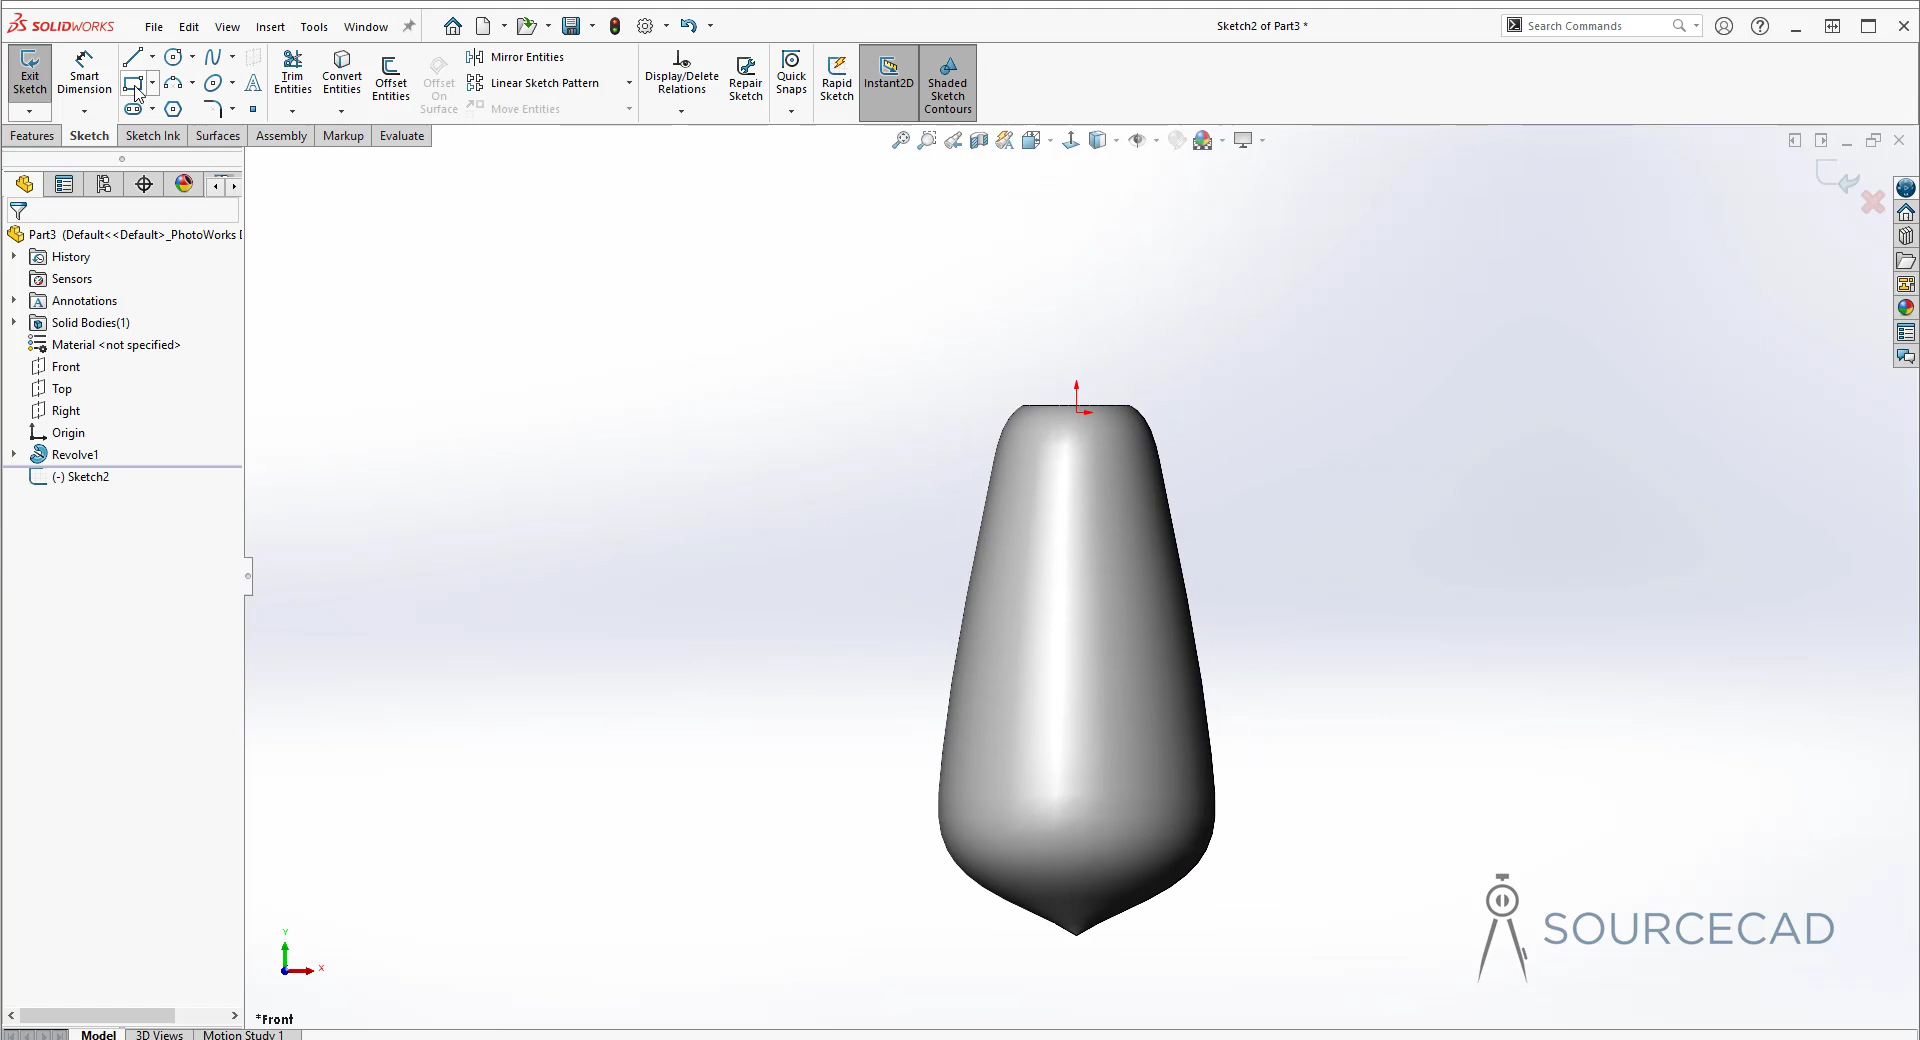 SOLIDWORKS File Edit View Insert Tools Window Sketch2 of Part3 * Search Commands
Exit Sketch
Smart Dimension
Trim Entities
Convert Entities
Offset Entities
Offset On Surface
Mirror Entities
Linear Sketch Pattern
Move Entities
Display/Delete Relations
Repair Sketch
Quick Snaps
Rapid Sketch
Instant2D
Shaded Sketch Contours
Features Sketch Sketch Ink Surfaces Assembly Markup Evaluate
Part3 (Default<<Default>_PhotoWorks D
History
Sensors
Annotations
Solid Bodies(1)
Material <not specified>
Front
Top
Right
Origin
Revolve1
(-) Sketch2
Y
X
*Front
SOURCECAD
Model 3D Views Motion Study 1